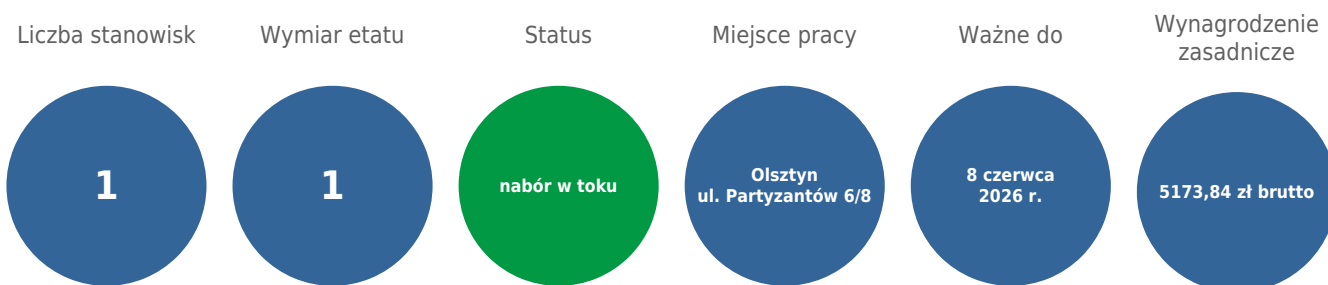 Liczba stanowisk
1
Wymiar etatu
1
Status
nabór w toku
Miejsce pracy
Olsztyn
ul. Partyzantów 6/8
Ważne do
8 czerwca
2026 r.
Wynagrodzenie
zasadnicze
5173,84 zł brutto